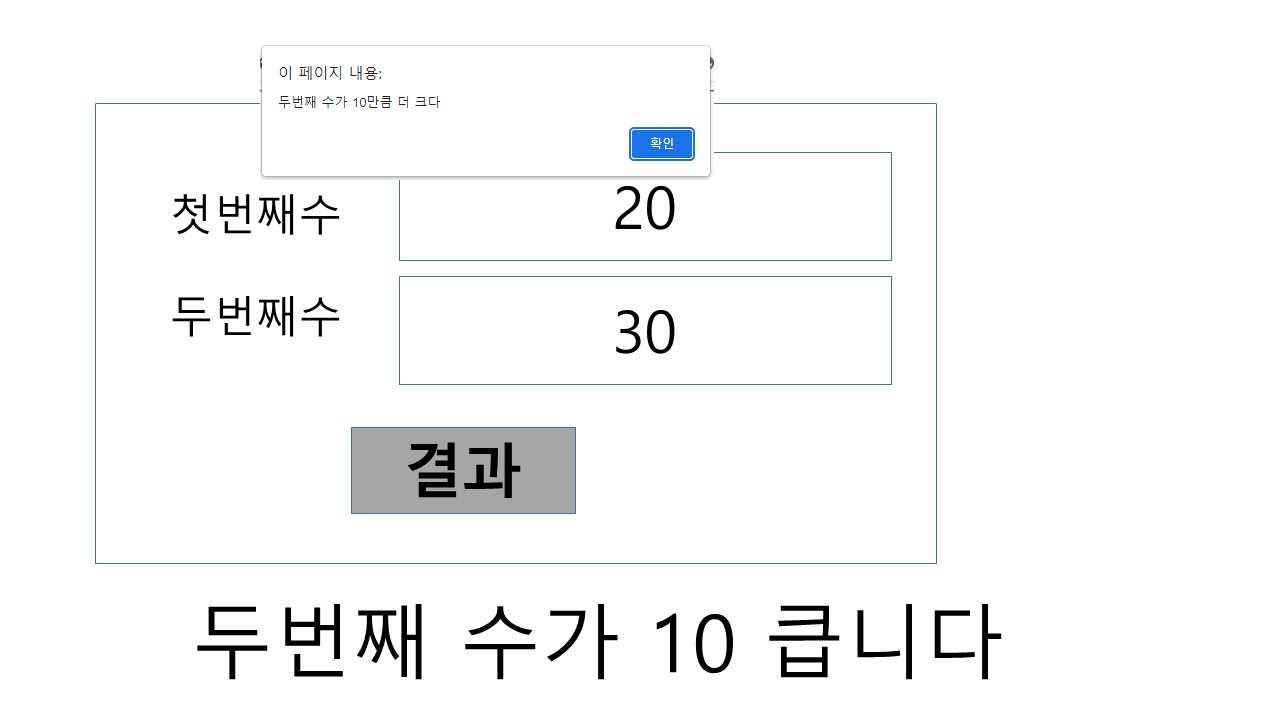 이 페이지 내용:
두번째 수가 10만큼 더 크다
확인
첫번째수
20
두번째수
30
결과
두번째 수가 10 큽니다